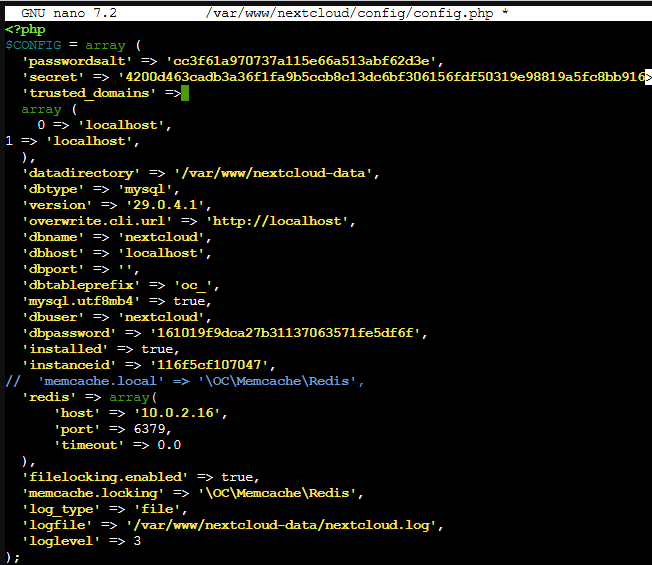 GNU nano 7.2 /var/www/nextcloud/config/config.php *
<?php
$CONFIG = array (
  'passwordsalt' => 'cc3f61a970737a115e66a513abf62d3e',
  'secret' => '4200d463cadb3a36f1fa9b5ccb8c13dc6bf306156fdf50319e98819a5fc8bb916>
  'trusted_domains' =>
  array (
    0 => 'localhost',
1 => 'localhost',
  ),
  'datadirectory' => '/var/www/nextcloud-data',
  'dbtype' => 'mysql',
  'version' => '29.0.4.1',
  'overwrite.cli.url' => 'http://localhost',
  'dbname' => 'nextcloud',
  'dbhost' => 'localhost',
  'dbport' => '',
  'dbtableprefix' => 'oc_',
  'mysql.utf8mb4' => true,
  'dbuser' => 'nextcloud',
  'dbpassword' => '161019f9dca27b31137063571fe5df6f',
  'installed' => true,
  'instanceid' => '116f5cf107047',
//  'memcache.local' => '\OC\Memcache\Redis',
  'redis' => array(
      'host' => '10.0.2.16',
      'port' => 6379,
      'timeout' => 0.0
  ),
  'filelocking.enabled' => true,
  'memcache.locking' => '\OC\Memcache\Redis',
  'log_type' => 'file',
  'logfile' => '/var/www/nextcloud-data/nextcloud.log',
  'loglevel' => 3
);